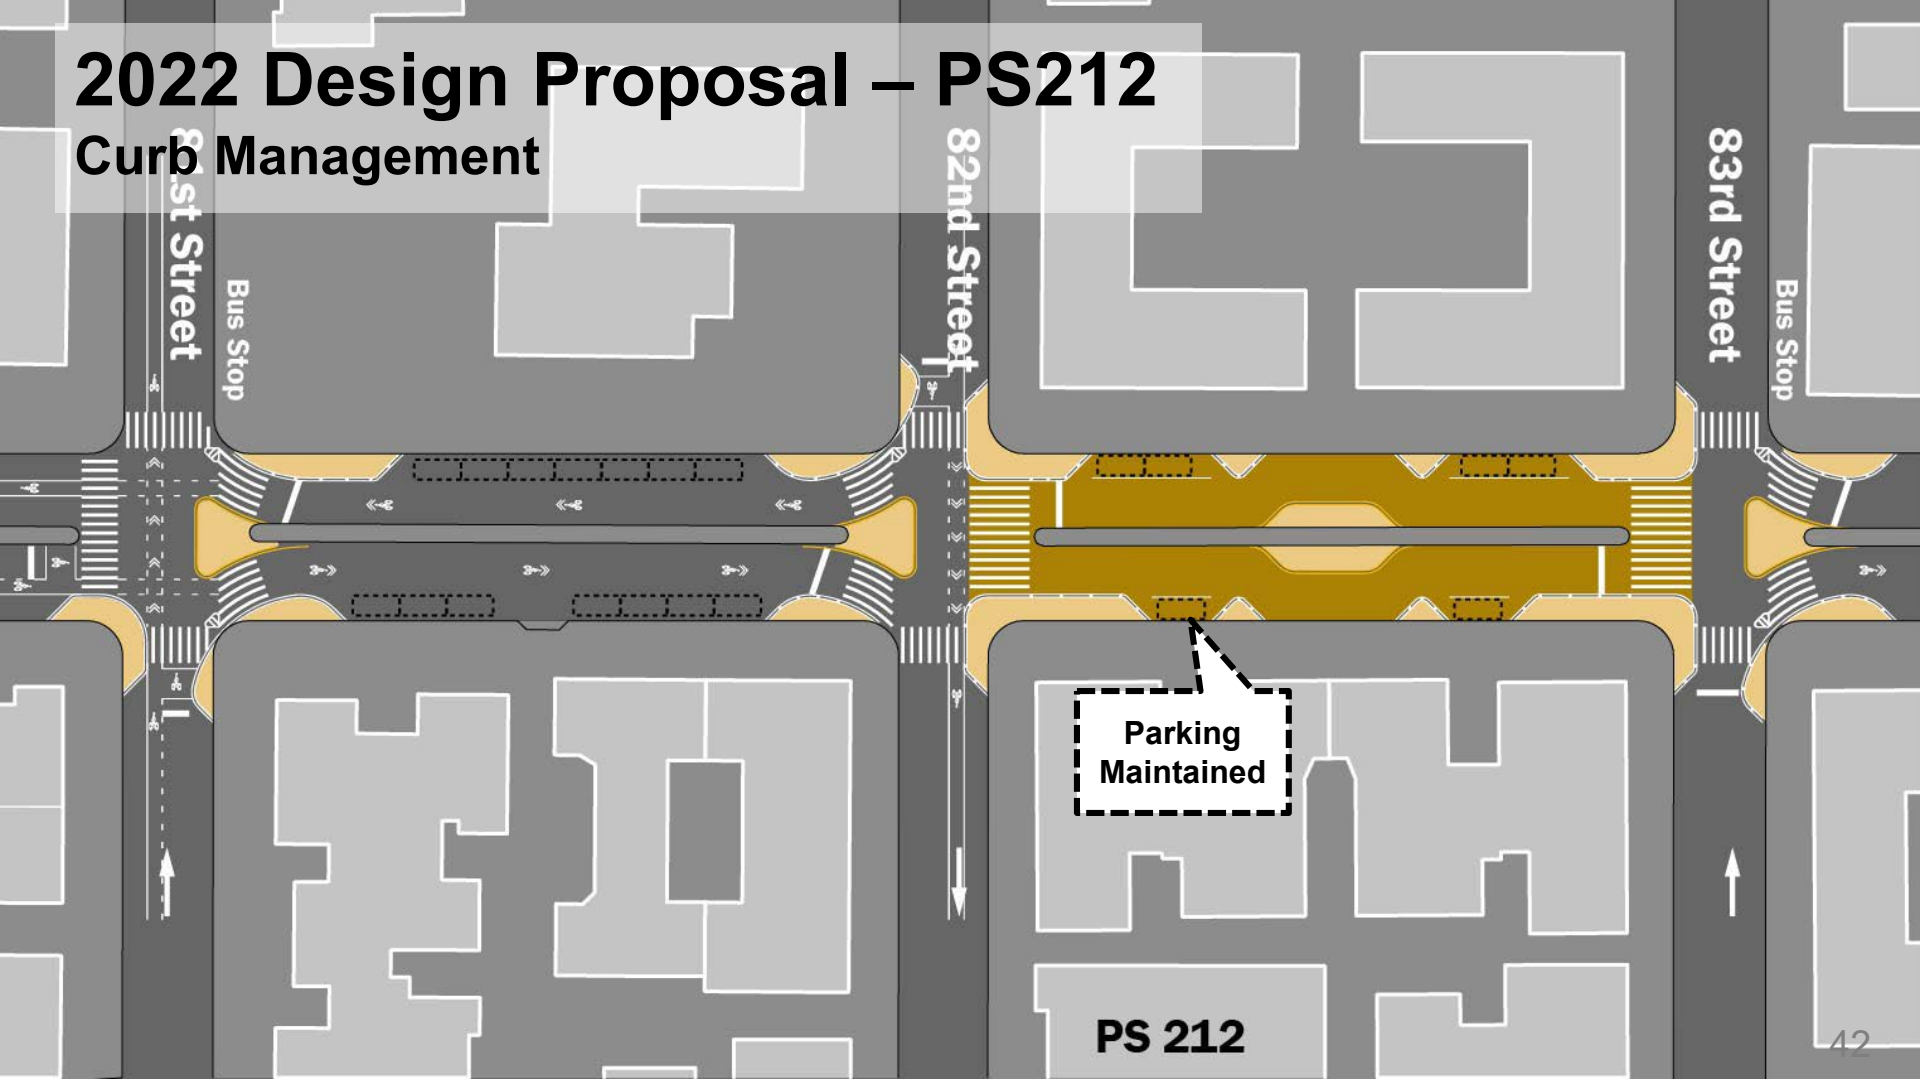 2022 Design Proposal – PS212
Curb Management
81st Street
Bus Stop
82nd Street
83rd Street
Bus Stop
Parking
Maintained
PS 212
42